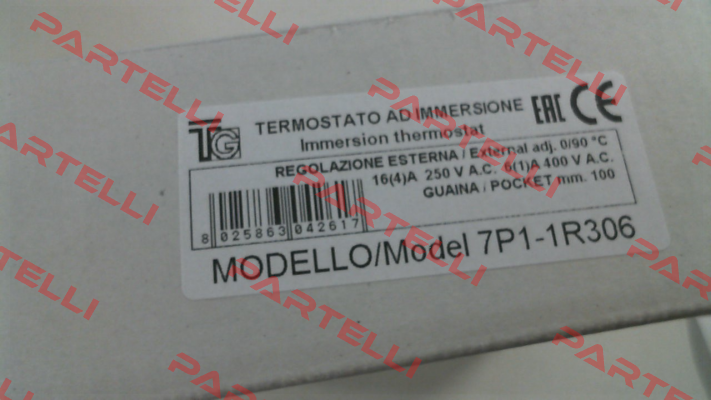 TG
TERMOSTATO AD IMMERSIONE
Immersion thermostat
EAC CE
REGOLAZIONE ESTERNA / External adj. 0/90 °C
16(4)A 250 V A.C. 6(1)A 400 V A.C.
GUAINA / POCKET mm. 100
8 025863 042617
MODELLO/Model 7P1-1R306
PARTELLI
PARTELLI
PARTELLI
PARTELLI
PARTELLI
PARTELLI
PARTELLI